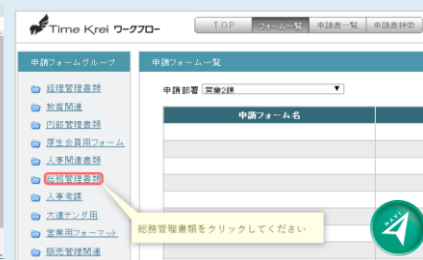 Time Krei ワークフロー
TOP
フォーム一覧
申請書一覧
申請書検索
申請フォームグループ
申請フォーム一覧
経理管理書類
教育関連
内部管理書類
厚生会員用フォーム
人事関連書類
総務管理書類
人事考課
大連テンダ用
営業用フォーマット
販売管理関連
申請部署 営業2課
申請フォーム名
総務管理書類をクリックしてください
NAVI